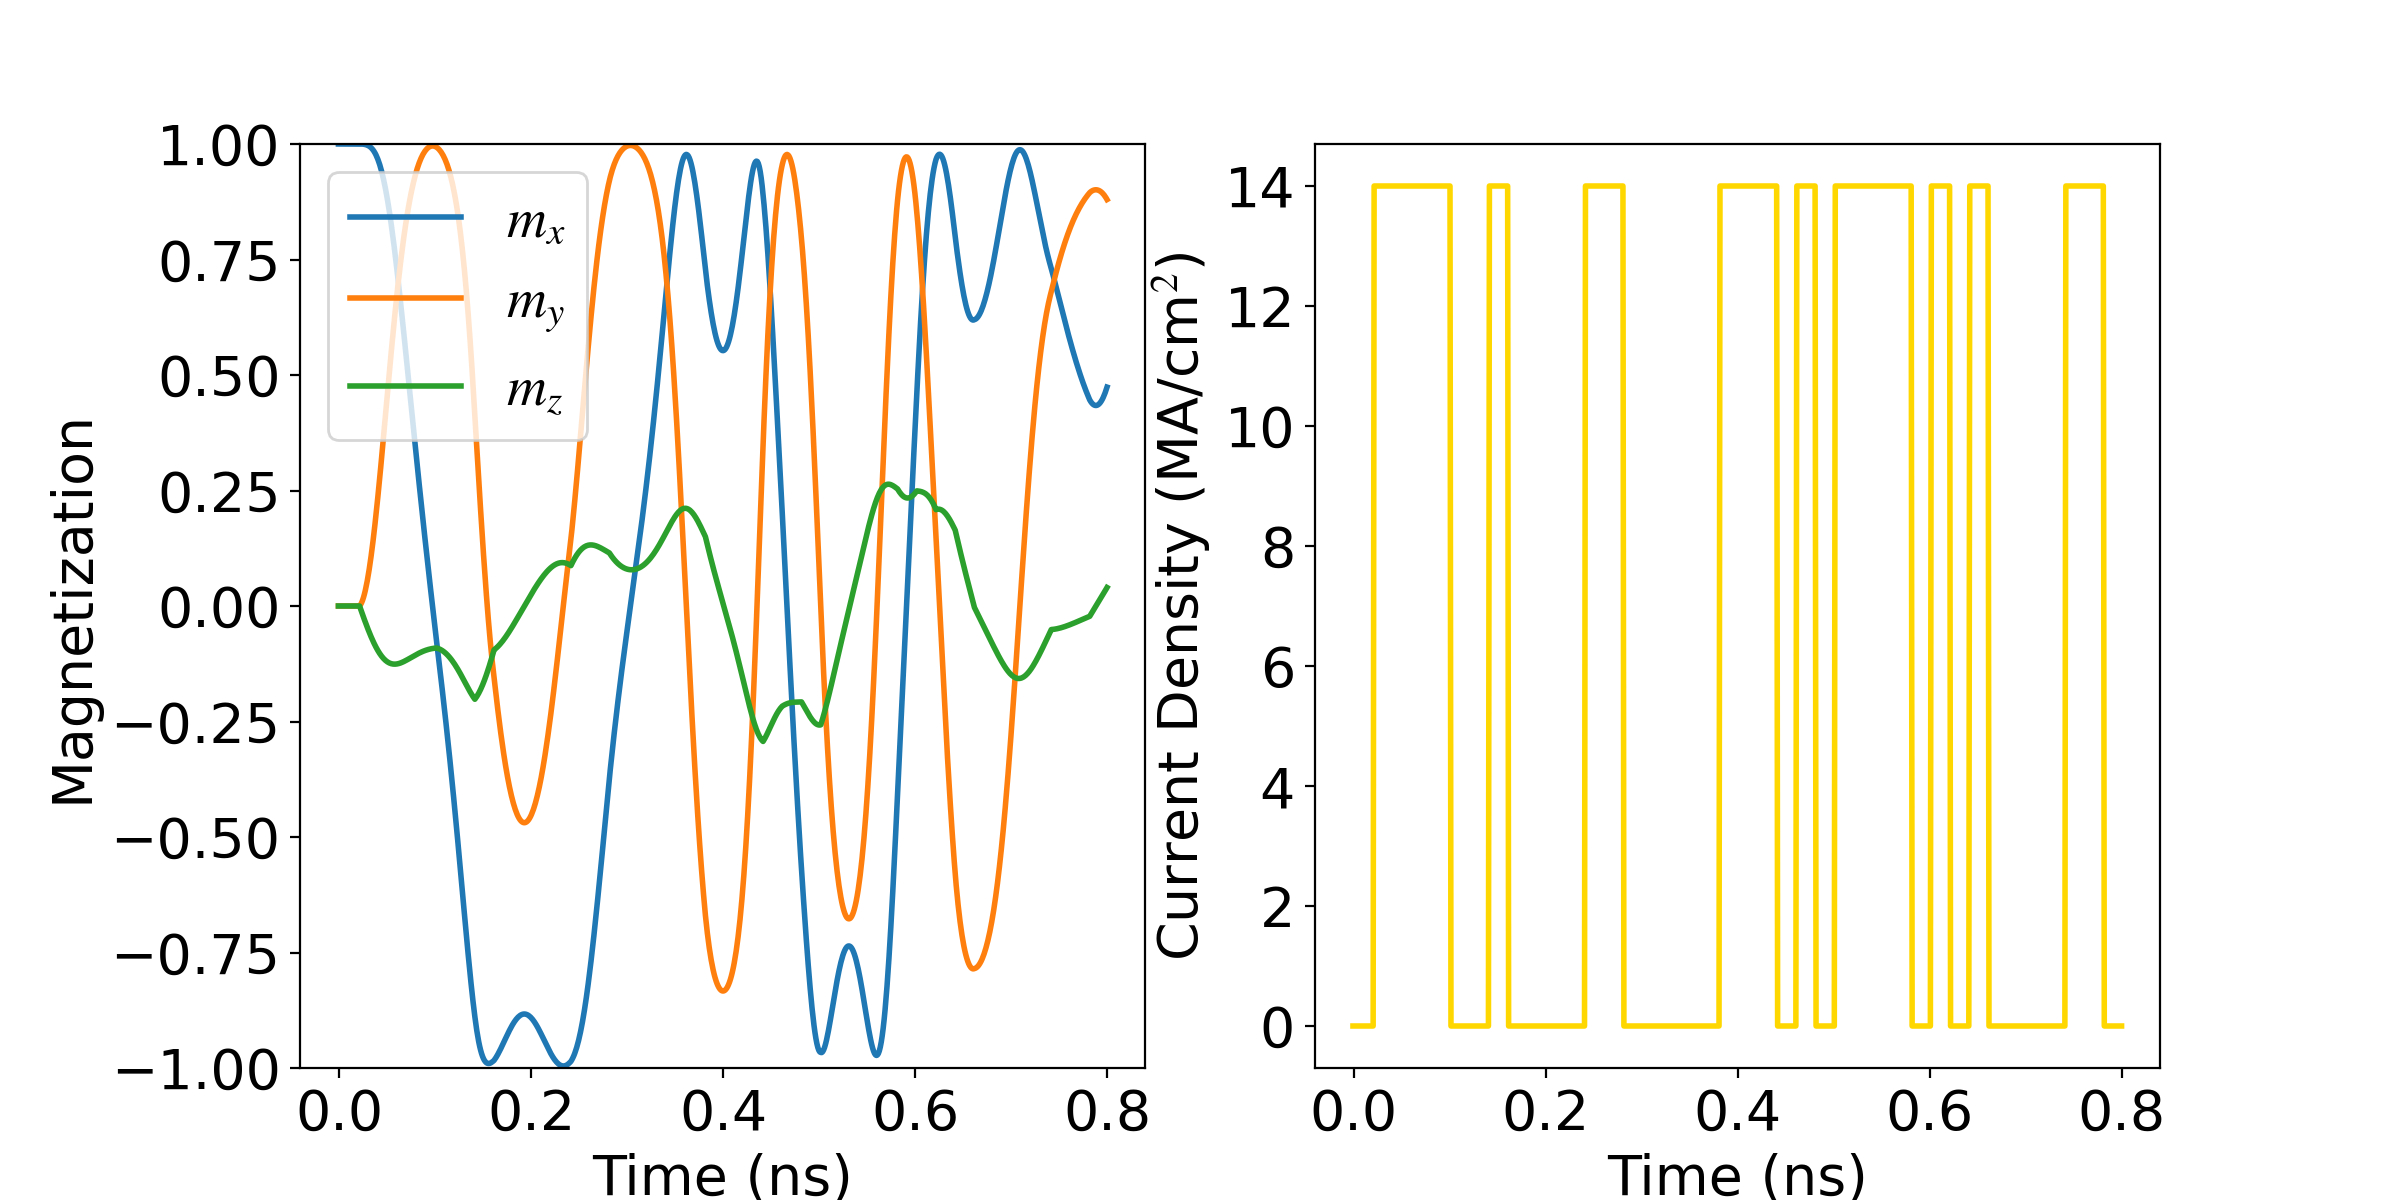 Magnetization
1.00
0.75
0.50
0.25
0.00
−0.25
−0.50
−0.75
−1.00
0.0 0.2 0.4 0.6 0.8
Time (ns)
m_x
m_y
m_z
Current Density (MA/cm²)
14
12
10
8
6
4
2
0
0.0 0.2 0.4 0.6 0.8
Time (ns)